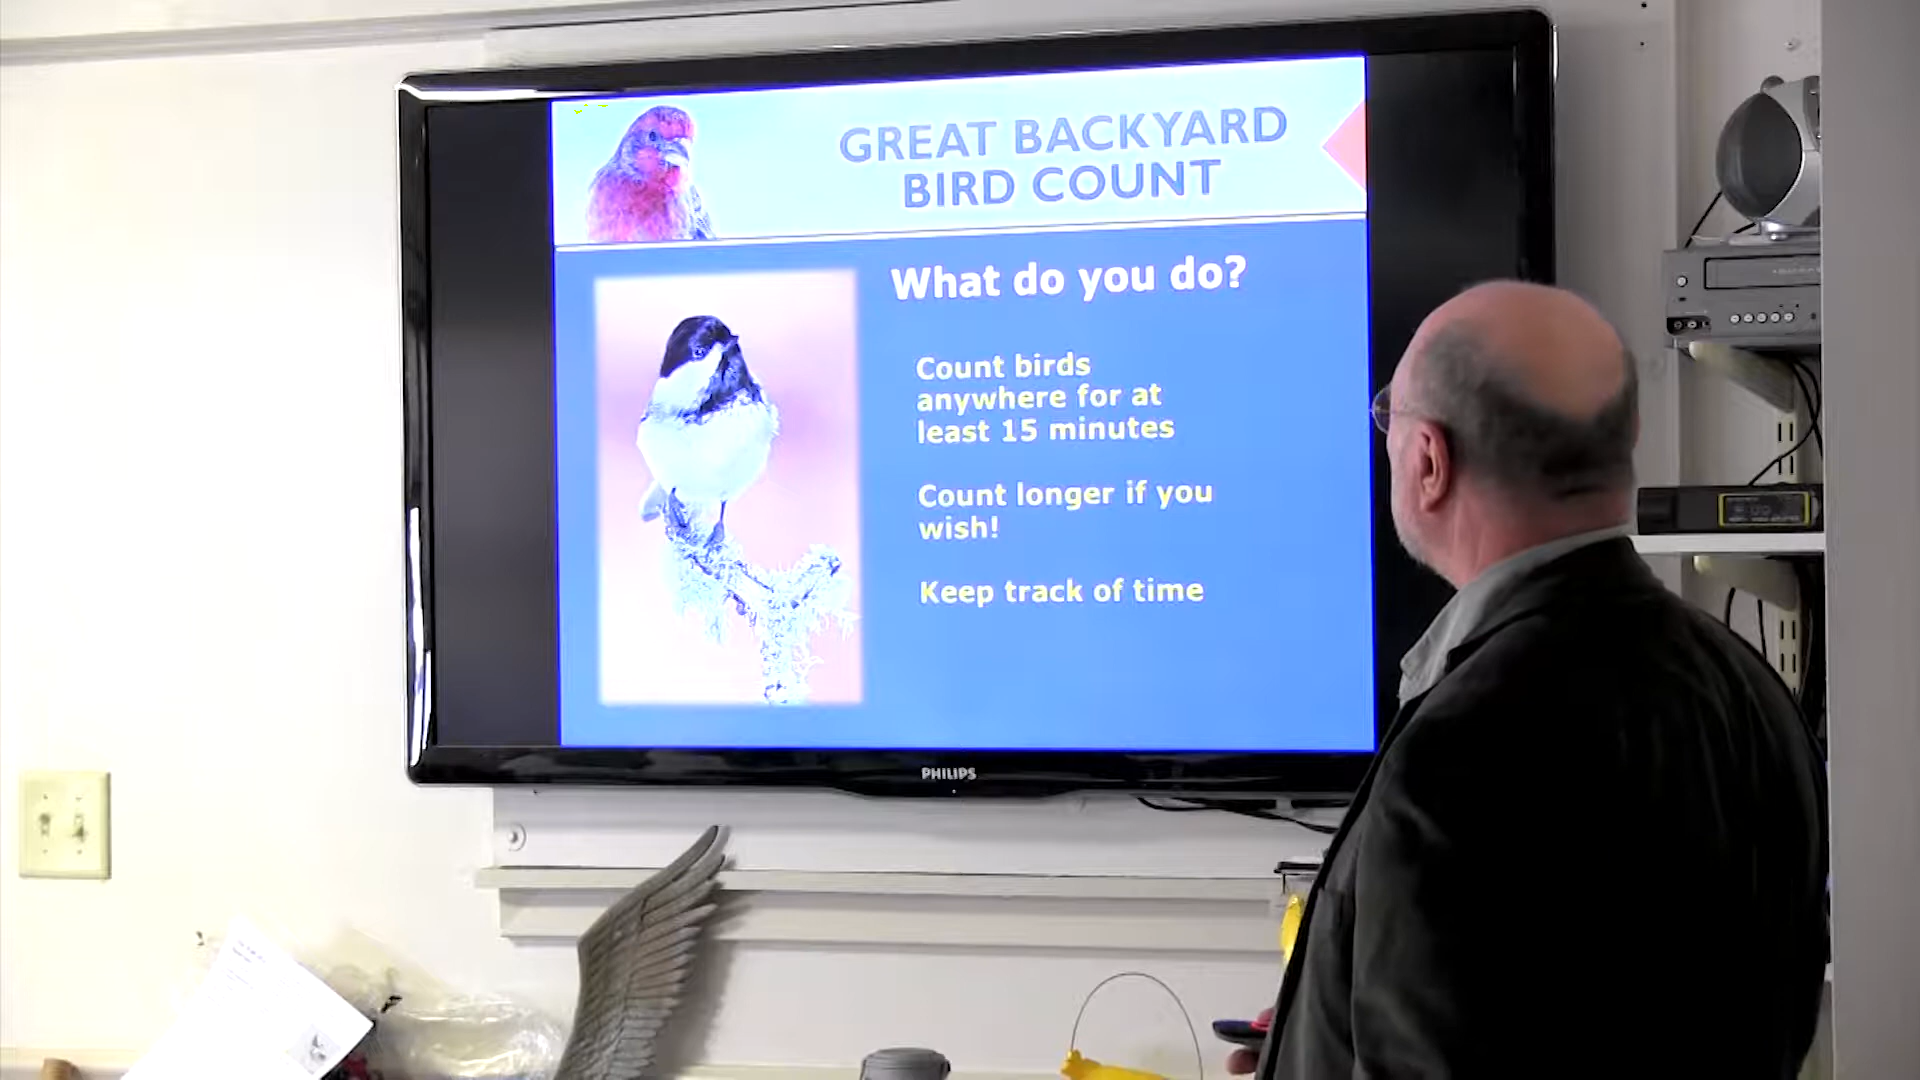 GREAT BACKYARD
BIRD COUNT
What do you do?
Count birds
anywhere for at
least 15 minutes
Count longer if you
wish!
Keep track of time
PHILIPS